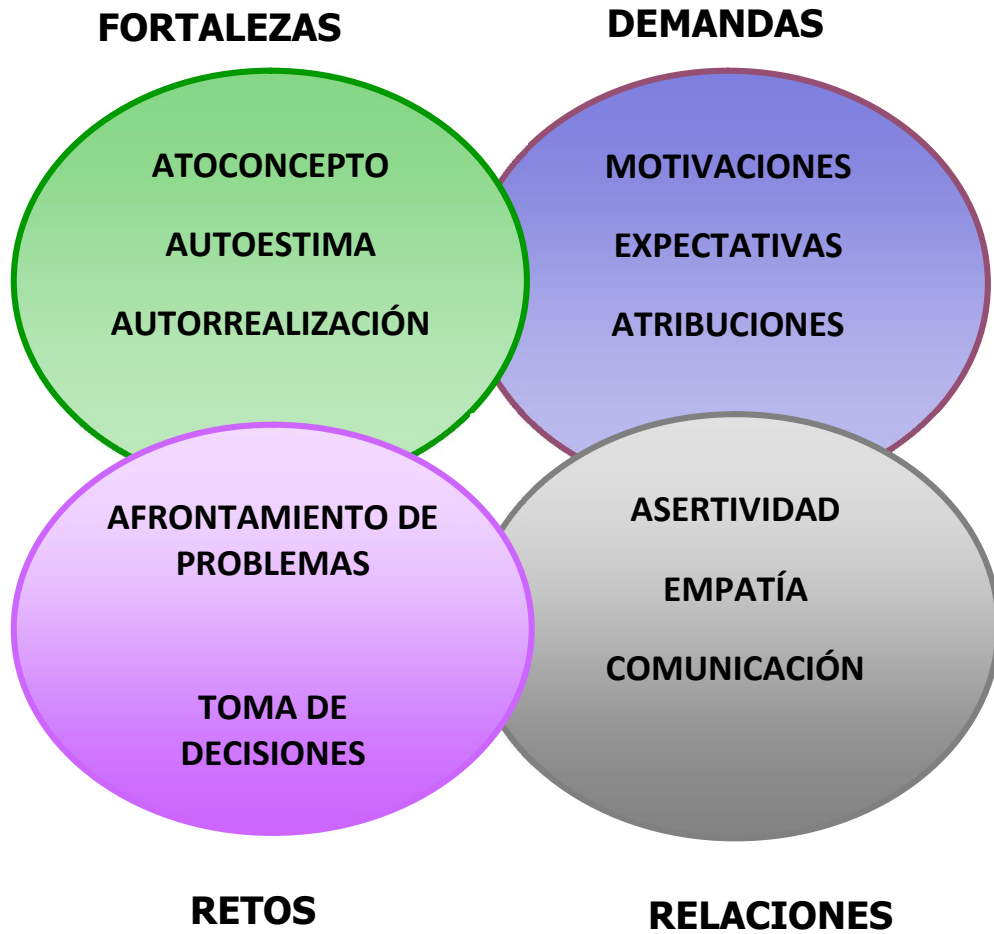 FORTALEZAS
ATOCONCEPTO
AUTOESTIMA
AUTORREALIZACIÓN
DEMANDAS
MOTIVACIONES
EXPECTATIVAS
ATRIBUCIONES
AFRONTAMIENTO DE
PROBLEMAS
TOMA DE
DECISIONES
RETOS
ASERTIVIDAD
EMPATÍA
COMUNICACIÓN
RELACIONES